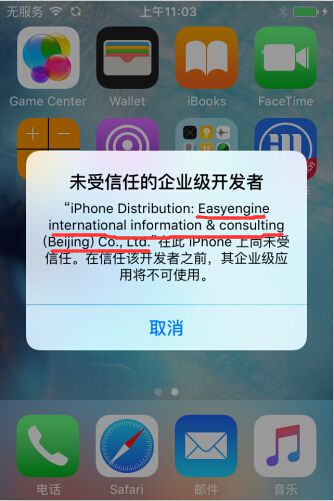 无服务 上午11:03
Game Center Wallet iBooks FaceTime
未受信任的企业级开发者
“iPhone Distribution: Easyengine
international information & consulting
(Beijing) Co., Ltd.”在此 iPhone 上尚未受
信任。在信任该开发者之前，其企业级应
用将不可使用。
取消
电话 Safari 邮件 音乐